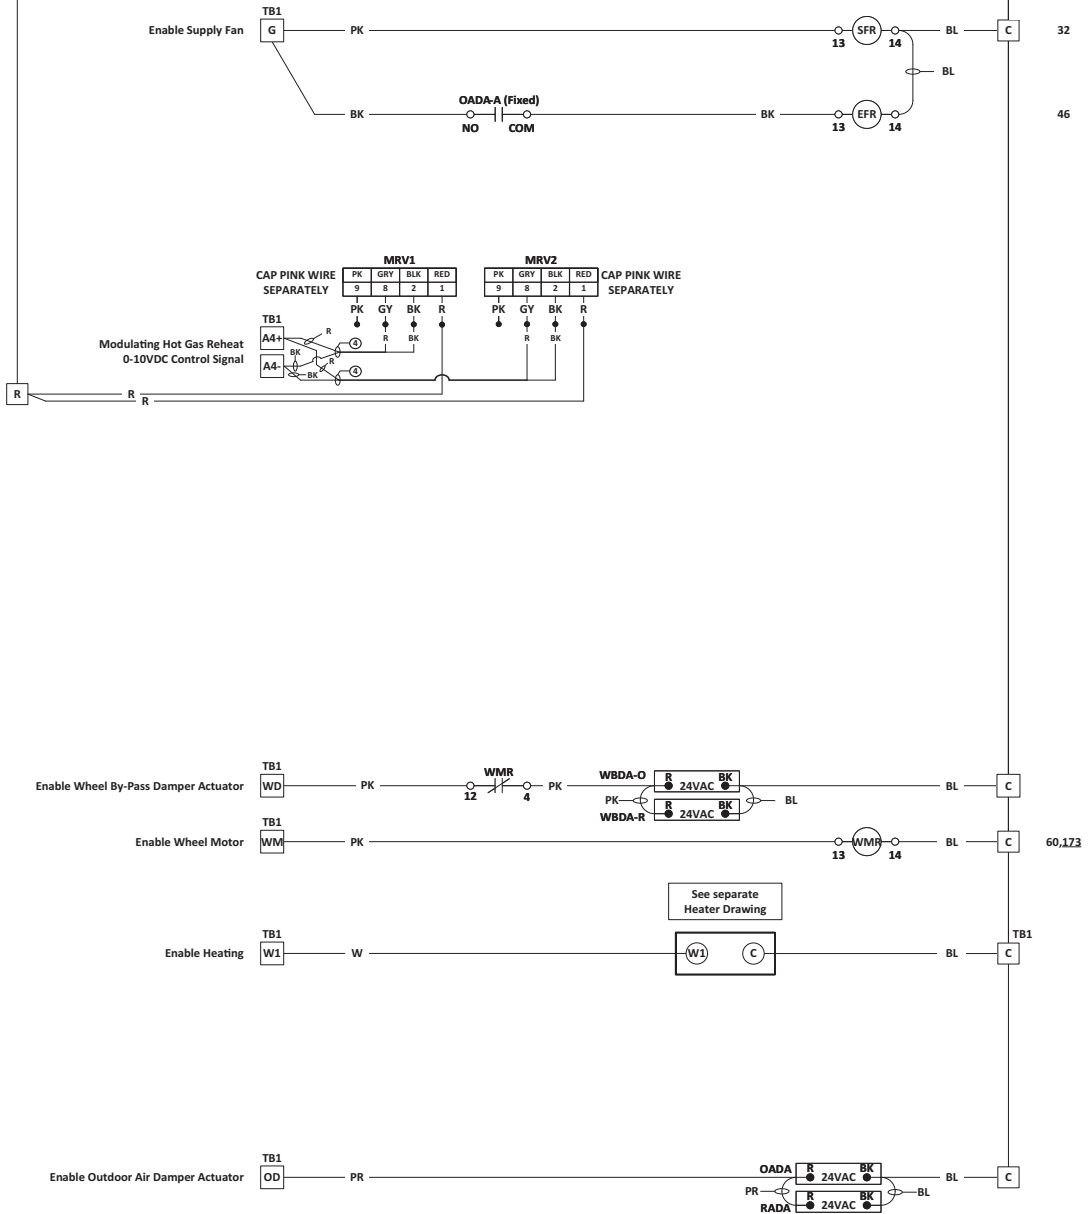 TB1
Enable Supply Fan G PK SFR BL C 32
13 14
BL
OADA-A (Fixed)
BK BK EFR 46
NO COM 13 14
MRV1 MRV2
CAP PINK WIRE SEPARATELY
PK GRY BLK RED
9 8 2 1
PK GY BK R
PK GRY BLK RED
9 8 2 1
PK GY BK R
CAP PINK WIRE SEPARATELY
TB1
R R BK R BK
Modulating Hot Gas Reheat A4+ 4
0-10VDC Control Signal BK R
A4- BK 4
R R
R
TB1
Enable Wheel By-Pass Damper Actuator WD PK WMR PK WBDA-O R BK BL C
12 4 24VAC
PK BL
WBDA-R R BK
24VAC
TB1
Enable Wheel Motor WM PK WMR BL C 60,173
13 14
See separate
Heater Drawing
TB1 TB1
Enable Heating W1 W W1 C BL C
TB1
Enable Outdoor Air Damper Actuator OD PR OADA R BK BL C
24VAC
PR BL
RADA R BK
24VAC